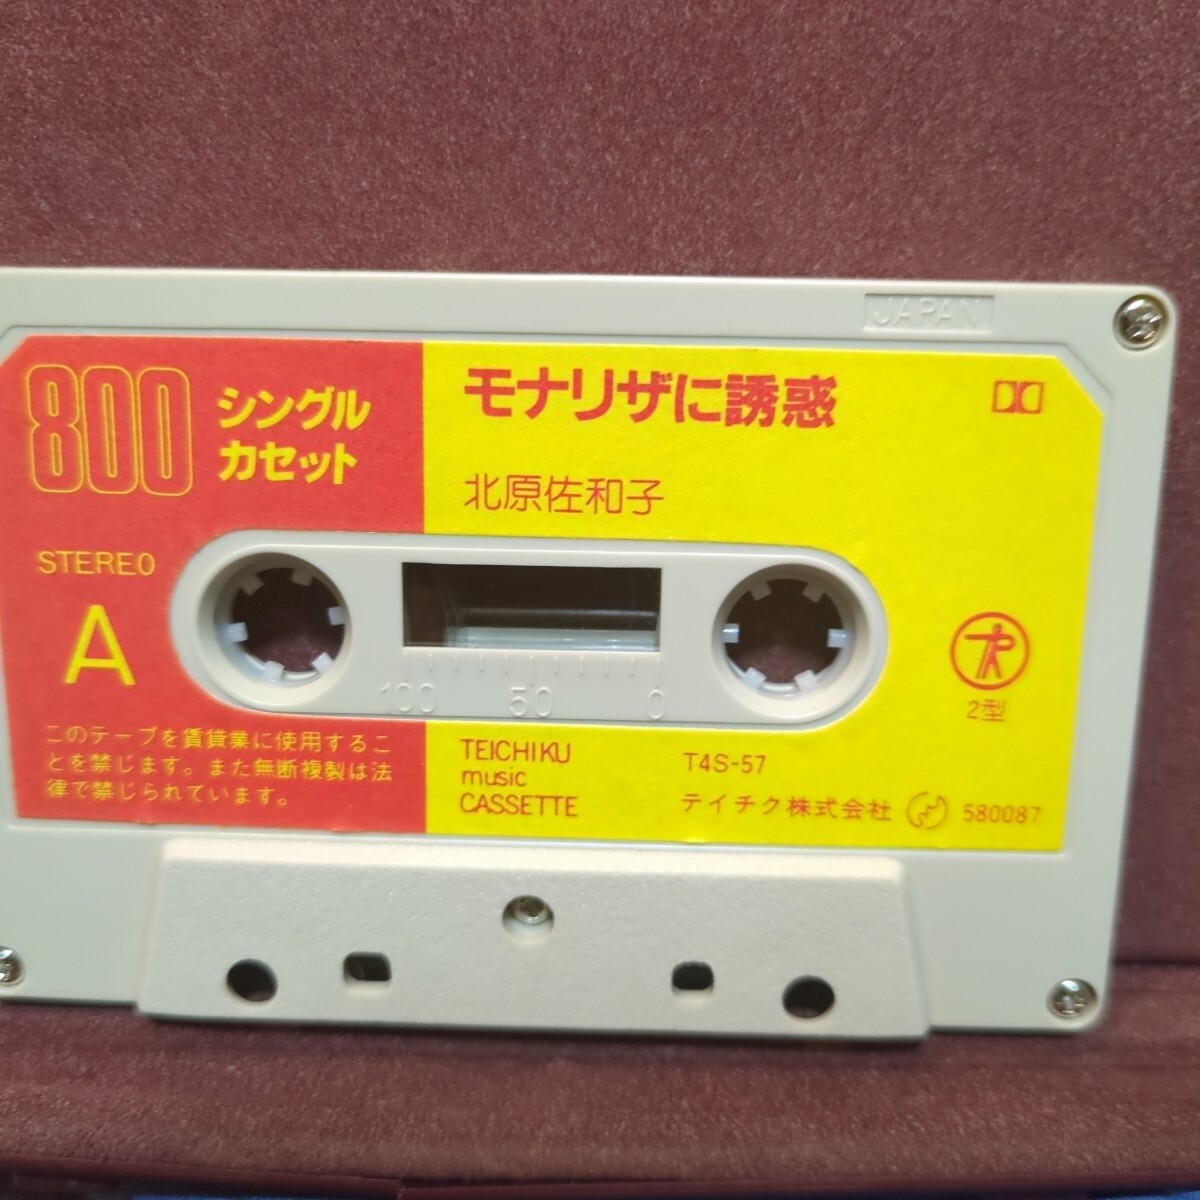 JAPAN
800
シングル
カセット
モナリザに誘惑
北原佐和子
STEREO
A
100 50 0
2型
このテープを賃貸業に使用するこ
とを禁じます。また無断複製は法
律で禁じられています。
TEICHIKU
music
CASSETTE
T4S-57
テイチク株式会社 580087